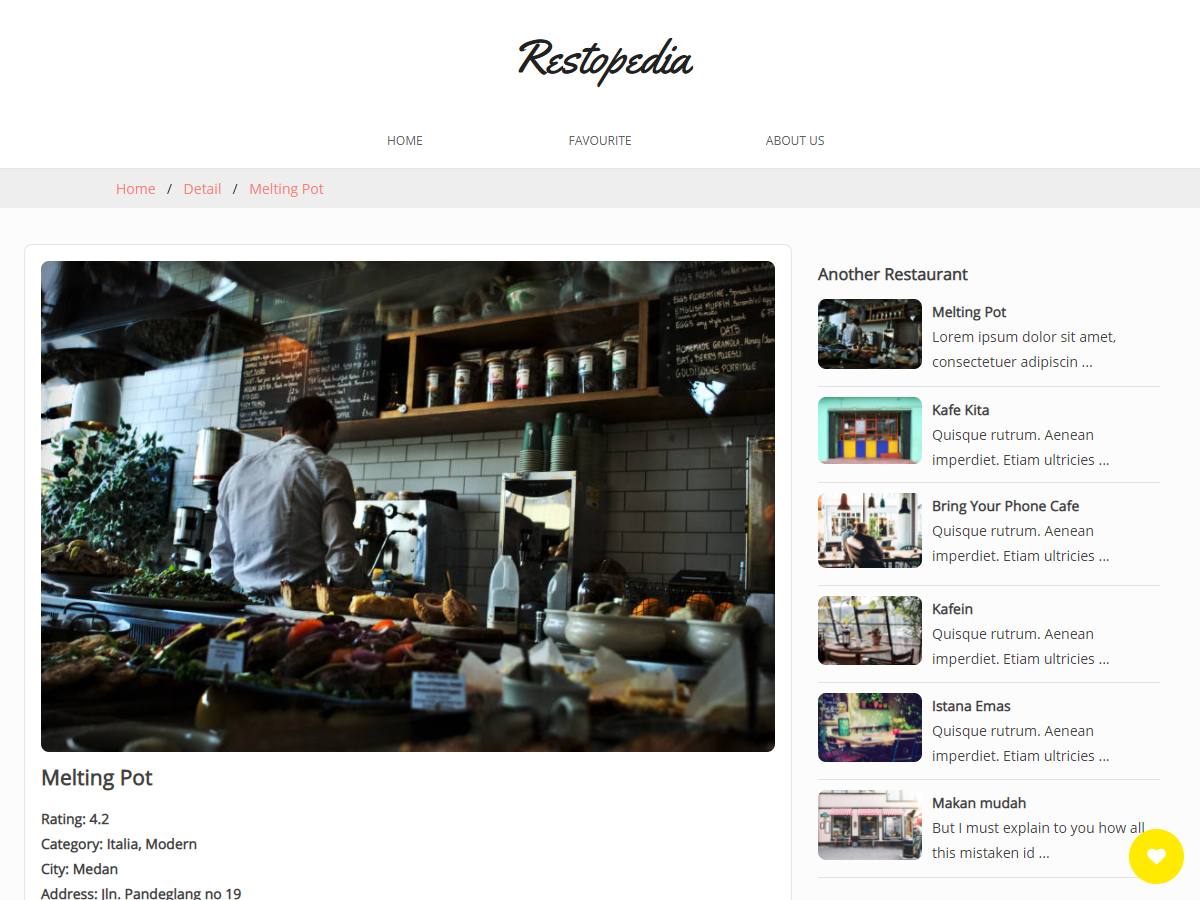 Restopedia
HOME
FAVOURITE
ABOUT US
Home / Detail / Melting Pot
Melting Pot
Rating: 4.2
Category: Italia, Modern
City: Medan
Address: Jln. Pandeglang no 19
Another Restaurant
Melting Pot
Lorem ipsum dolor sit amet,
consectetuer adipiscin ...
Kafe Kita
Quisque rutrum. Aenean
imperdiet. Etiam ultricies ...
Bring Your Phone Cafe
Quisque rutrum. Aenean
imperdiet. Etiam ultricies ...
Kafein
Quisque rutrum. Aenean
imperdiet. Etiam ultricies ...
Istana Emas
Quisque rutrum. Aenean
imperdiet. Etiam ultricies ...
Makan mudah
But I must explain to you how all
this mistaken id ...